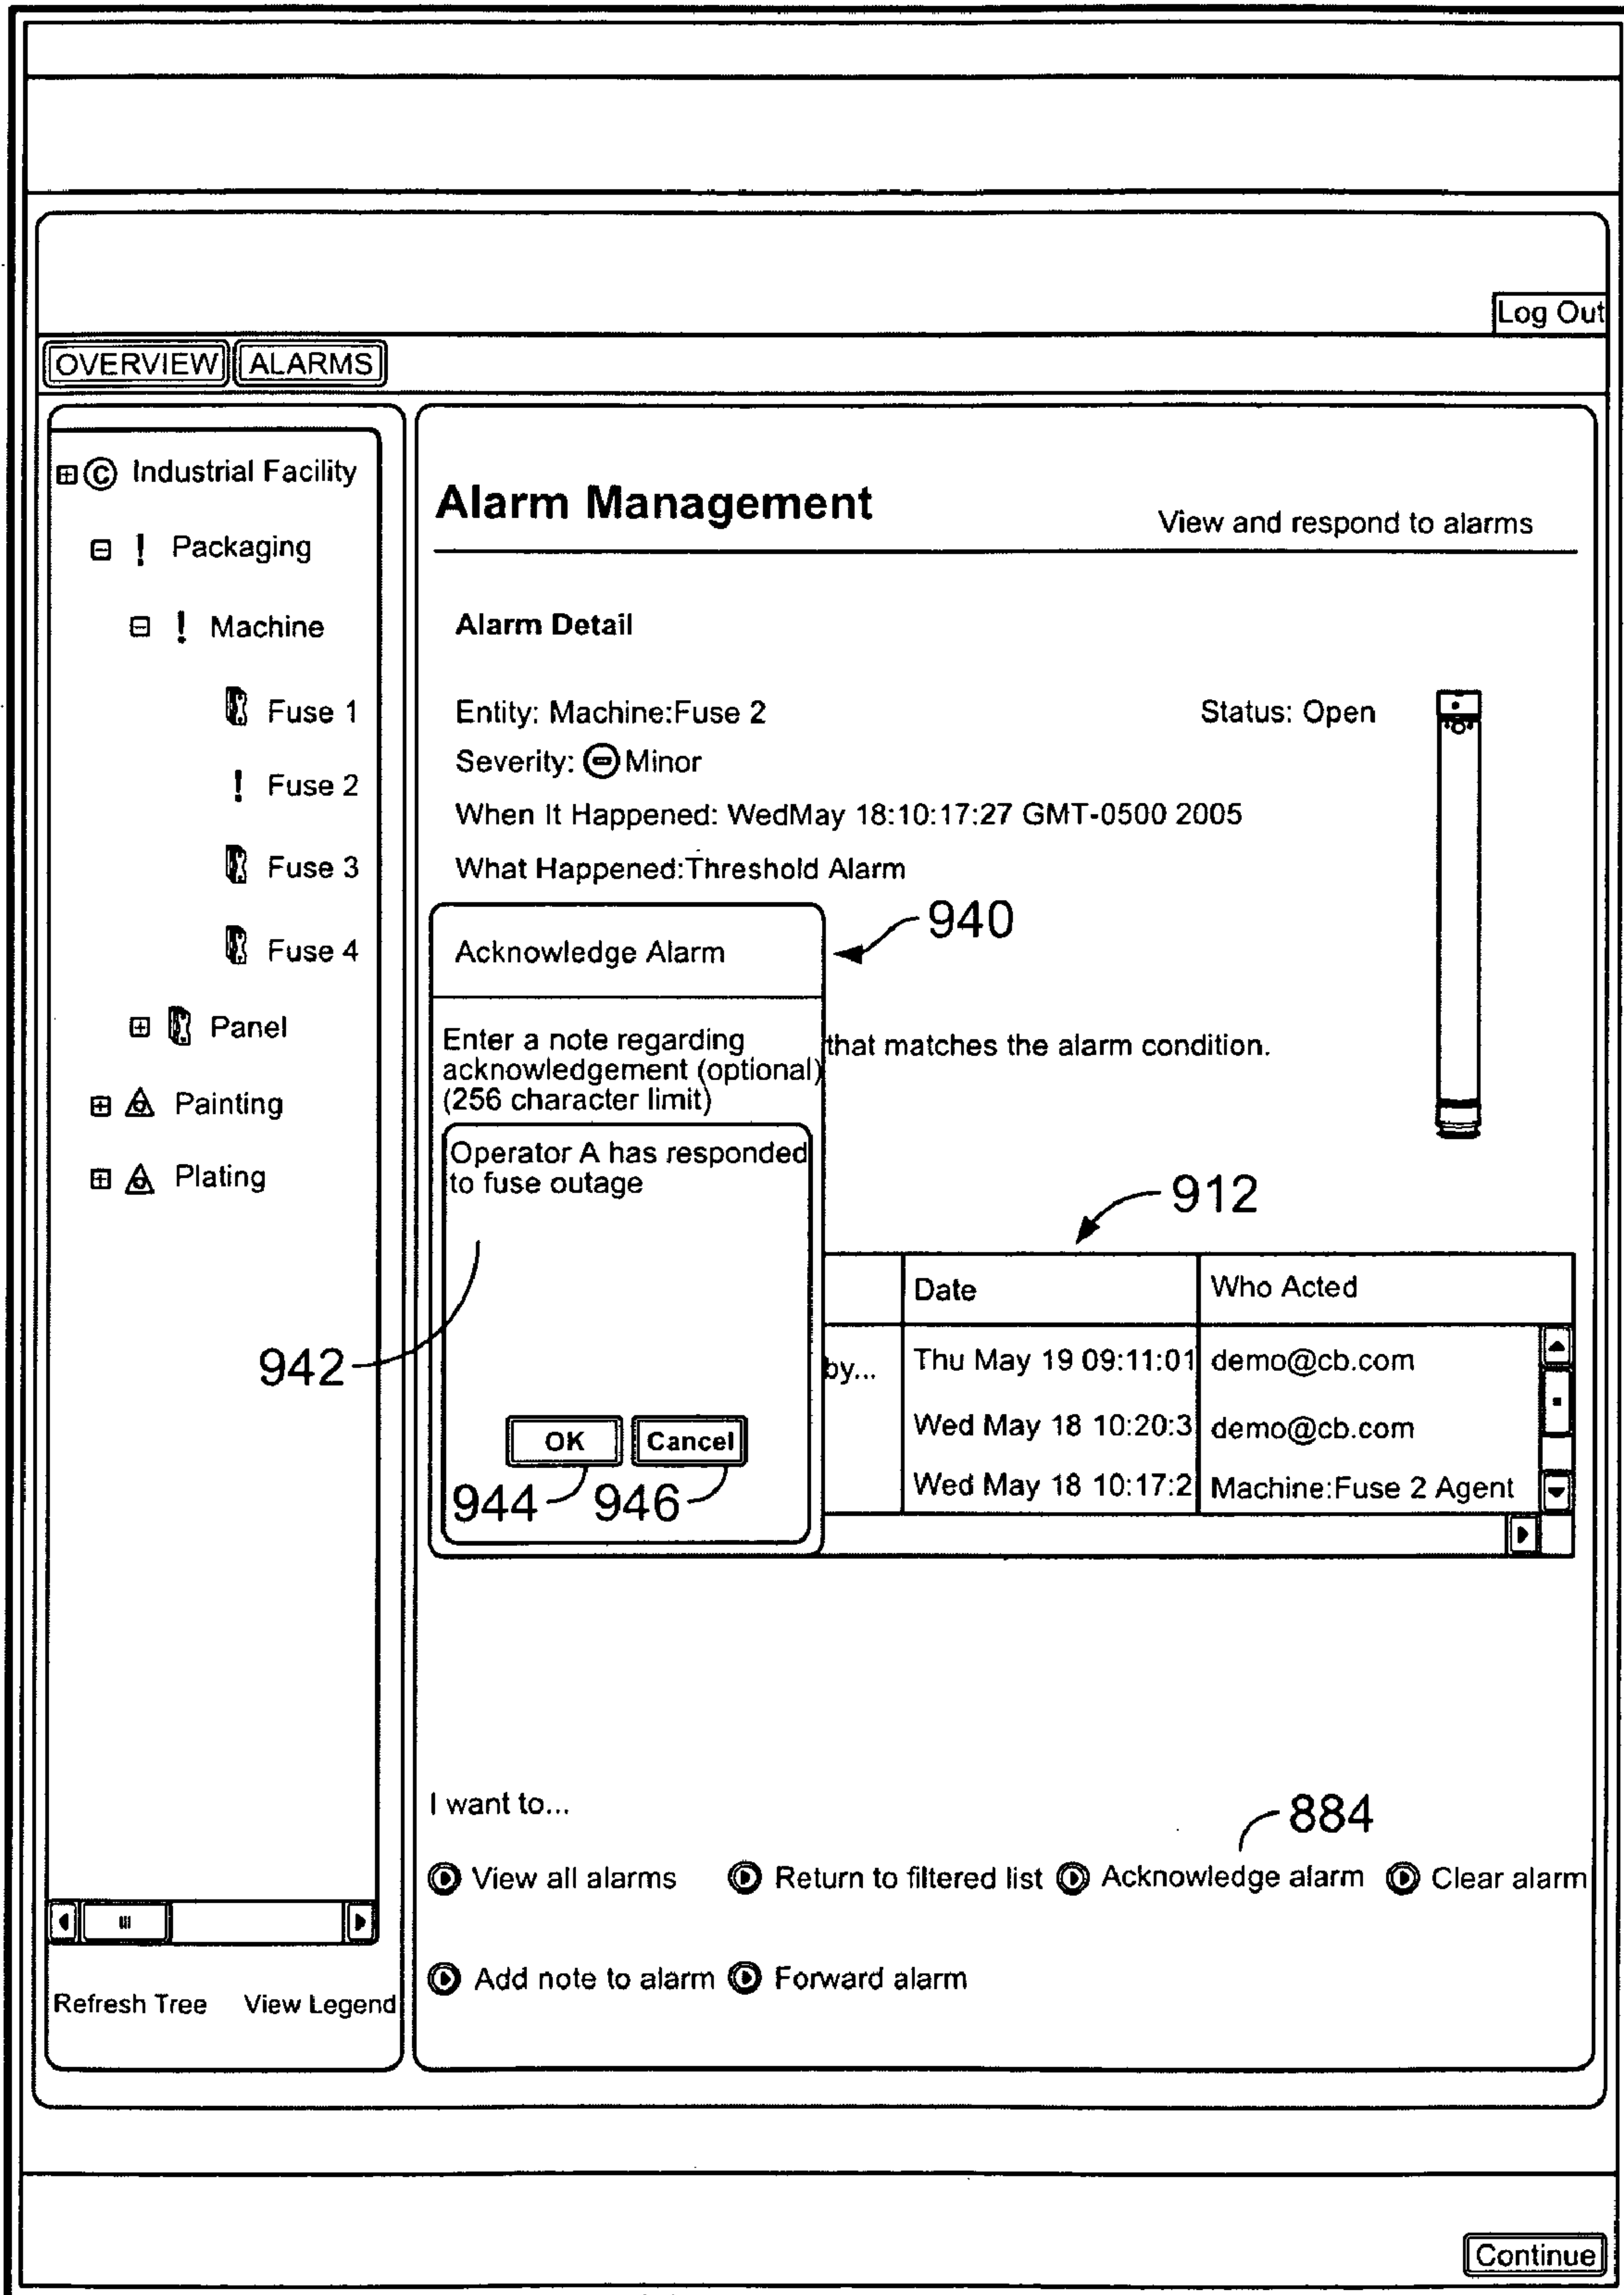 Log Out
OVERVIEW ALARMS
Industrial Facility
! Packaging
! Machine
Fuse 1
! Fuse 2
Fuse 3
Fuse 4
Panel
Painting
Plating
Refresh Tree View Legend
Alarm Management View and respond to alarms
Alarm Detail
Entity: Machine:Fuse 2 Status: Open
Severity: Minor
When It Happened: WedMay 18:10:17:27 GMT-0500 2005
What Happened:Threshold Alarm
940
Acknowledge Alarm
Enter a note regarding
acknowledgement (optional)
(256 character limit)
that matches the alarm condition.
Operator A has responded
to fuse outage
942
OK Cancel
944 946
912
Date Who Acted
by... Thu May 19 09:11:01 demo@cb.com
Wed May 18 10:20:3 demo@cb.com
Wed May 18 10:17:2 Machine:Fuse 2 Agent
I want to...
884
View all alarms Return to filtered list Acknowledge alarm Clear alarm
Add note to alarm Forward alarm
Continue